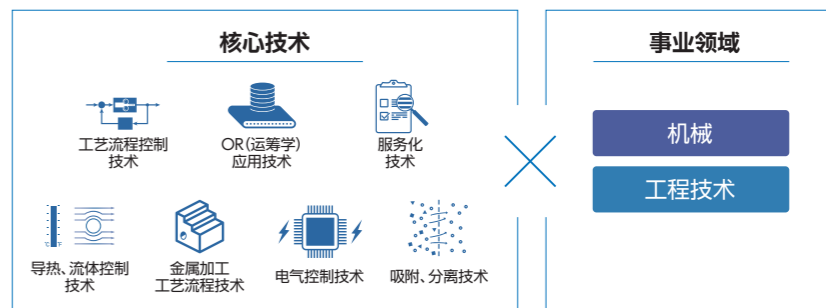 核心技术
工艺流程控制
技术
OR(运筹学)
应用技术
服务化
技术
℃ °F
导热、流体控制
技术
金属加工
工艺流程技术
电气控制技术
吸附、分离技术
事业领域
机械
工程技术